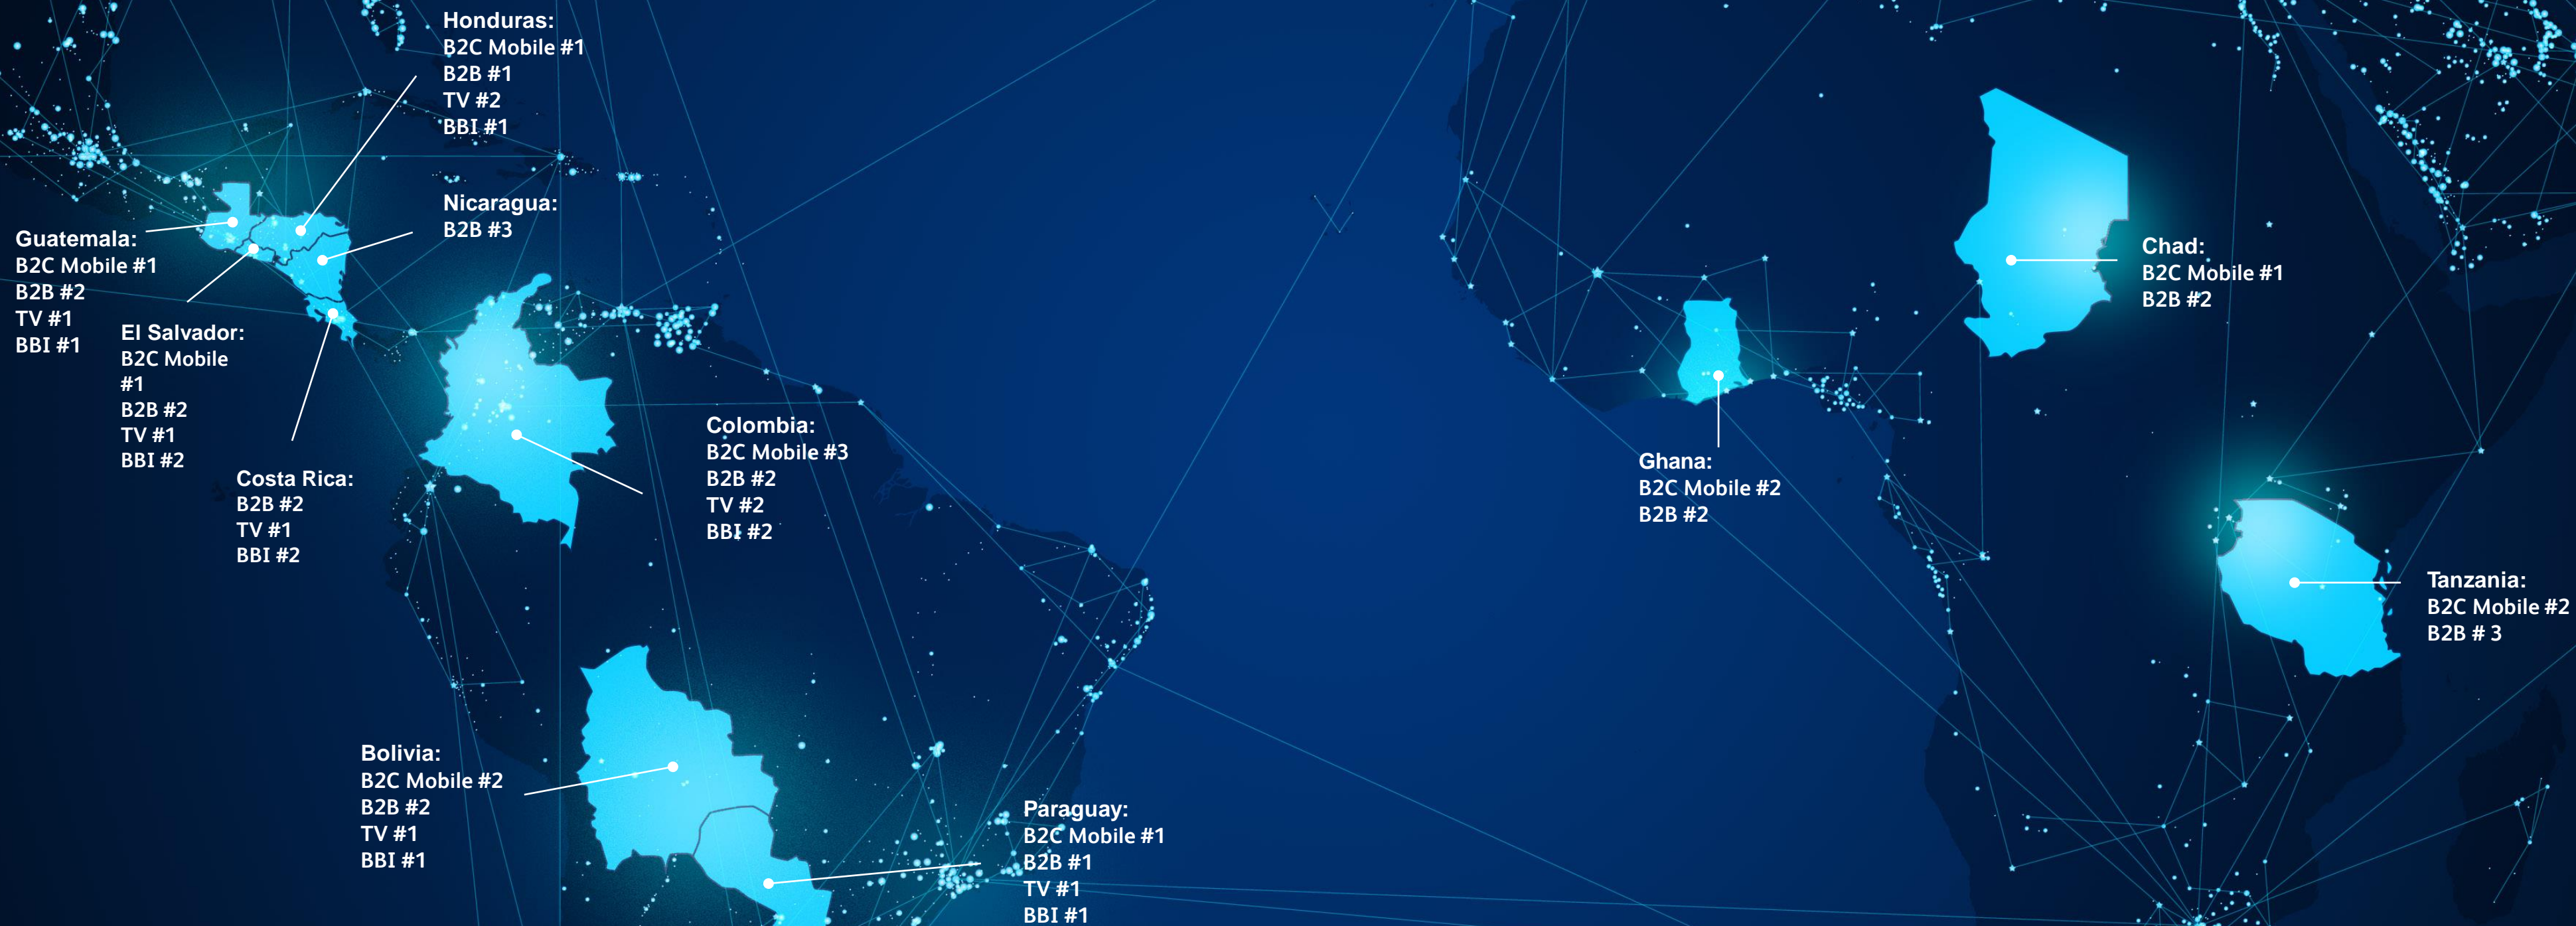 Honduras:
B2C Mobile #1
B2B #1
TV #2
BBI #1
Nicaragua:
B2B #3
Guatemala:
B2C Mobile #1
B2B #2
TV #1
BBI #1
El Salvador:
B2C Mobile
#1
B2B #2
TV #1
BBI #2
Costa Rica:
B2B #2
TV #1
BBI #2
Colombia:
B2C Mobile #3
B2B #2
TV #2
BBI #2
Bolivia:
B2C Mobile #2
B2B #2
TV #1
BBI #1
Paraguay:
B2C Mobile #1
B2B #1
TV #1
BBI #1
Ghana:
B2C Mobile #2
B2B #2
Chad:
B2C Mobile #1
B2B #2
Tanzania:
B2C Mobile #2
B2B # 3